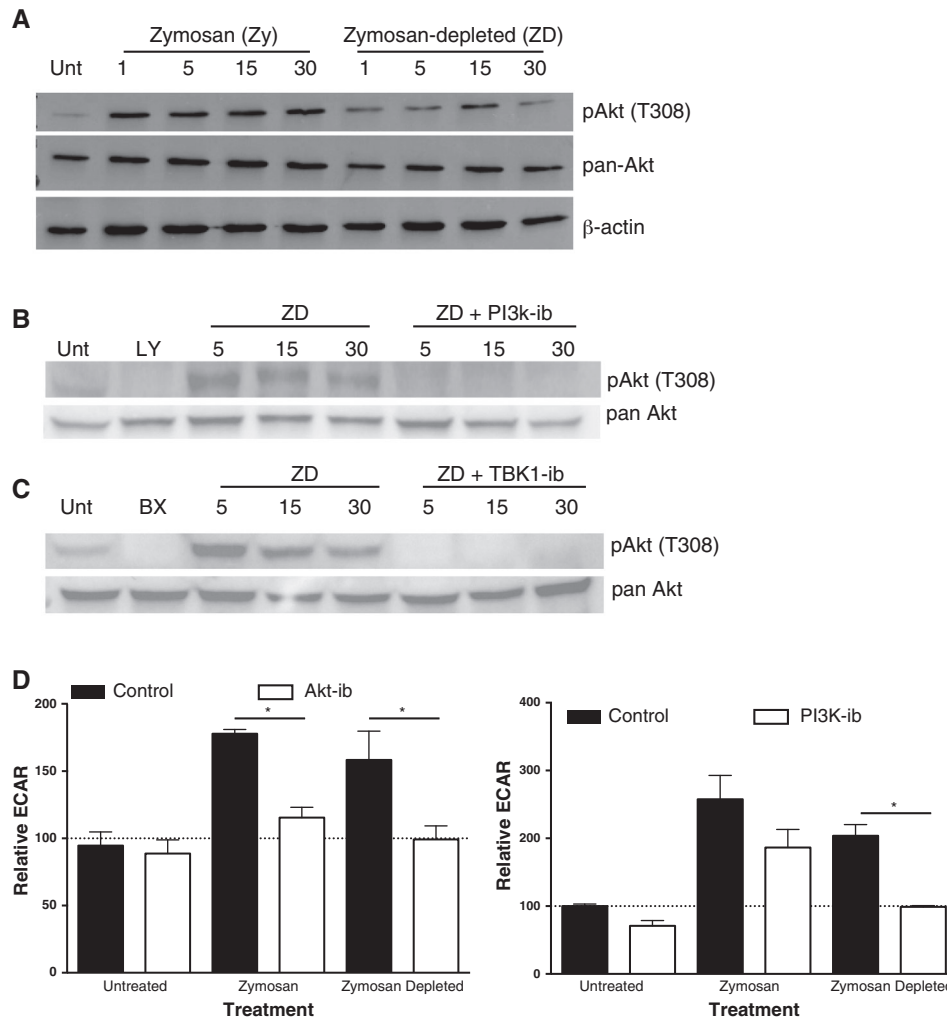 A
Zymosan (Zy) Zymosan-depleted (ZD)
Unt 1 5 15 30 1 5 15 30
pAkt (T308)
pan-Akt
β-actin
B
ZD ZD + PI3k-ib
Unt LY 5 15 30 5 15 30
pAkt (T308)
pan Akt
C
ZD ZD + TBK1-ib
Unt BX 5 15 30 5 15 30
pAkt (T308)
pan Akt
D
Control Akt-ib
200
150
100
50
0
Relative ECAR
* *
Untreated Zymosan Zymosan Depleted
Treatment
Control PI3K-ib
400
300
200
100
0
Relative ECAR
*
Untreated Zymosan Zymosan Depleted
Treatment